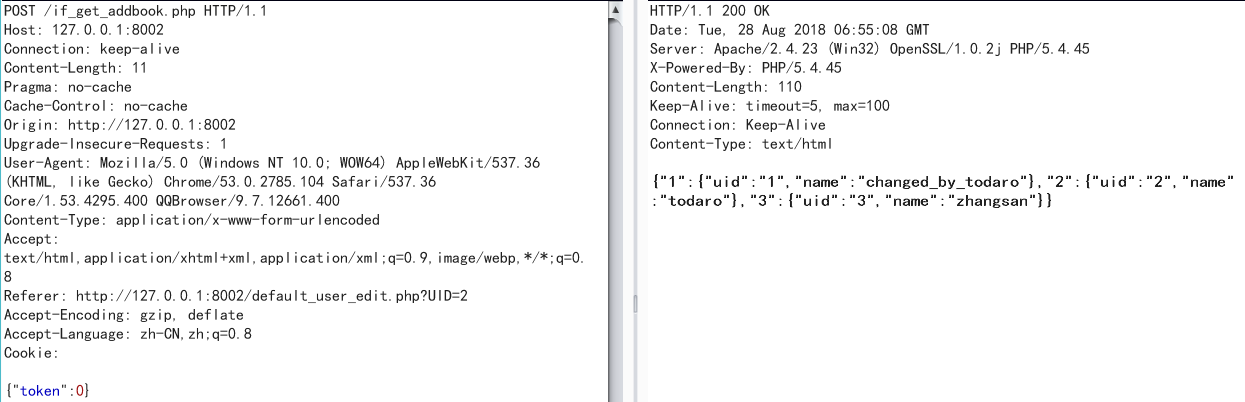 POST /if_get_addbook.php HTTP/1.1
Host: 127.0.0.1:8002
Connection: keep-alive
Content-Length: 11
Pragma: no-cache
Cache-Control: no-cache
Origin: http://127.0.0.1:8002
Upgrade-Insecure-Requests: 1
User-Agent: Mozilla/5.0 (Windows NT 10.0; WOW64) AppleWebKit/537.36
(KHTML, like Gecko) Chrome/53.0.2785.104 Safari/537.36
Core/1.53.4295.400 QQBrowser/9.7.12661.400
Content-Type: application/x-www-form-urlencoded
Accept:
text/html,application/xhtml+xml,application/xml;q=0.9,image/webp,*/*;q=0.
8
Referer: http://127.0.0.1:8002/default_user_edit.php?UID=2
Accept-Encoding: gzip, deflate
Accept-Language: zh-CN,zh;q=0.8
Cookie:
{"token":0}
HTTP/1.1 200 OK
Date: Tue, 28 Aug 2018 06:55:08 GMT
Server: Apache/2.4.23 (Win32) OpenSSL/1.0.2j PHP/5.4.45
X-Powered-By: PHP/5.4.45
Content-Length: 110
Keep-Alive: timeout=5, max=100
Connection: Keep-Alive
Content-Type: text/html
{"1":{"uid":"1","name":"changed_by_todaro"},"2":{"uid":"2","name"
:"todaro"},"3":{"uid":"3","name":"zhangsan"}}